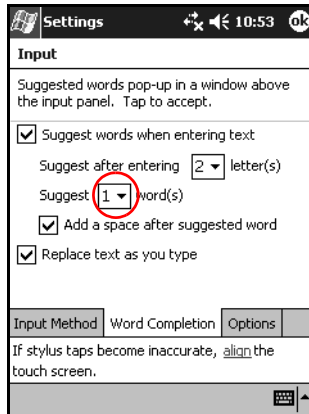 Settings 10:53 ok
Input
Suggested words pop-up in a window above
the input panel. Tap to accept.
Suggest words when entering text
Suggest after entering 2 letter(s)
Suggest 1 word(s)
Add a space after suggested word
Replace text as you type
Input Method Word Completion Options
If stylus taps become inaccurate, align the
touch screen.